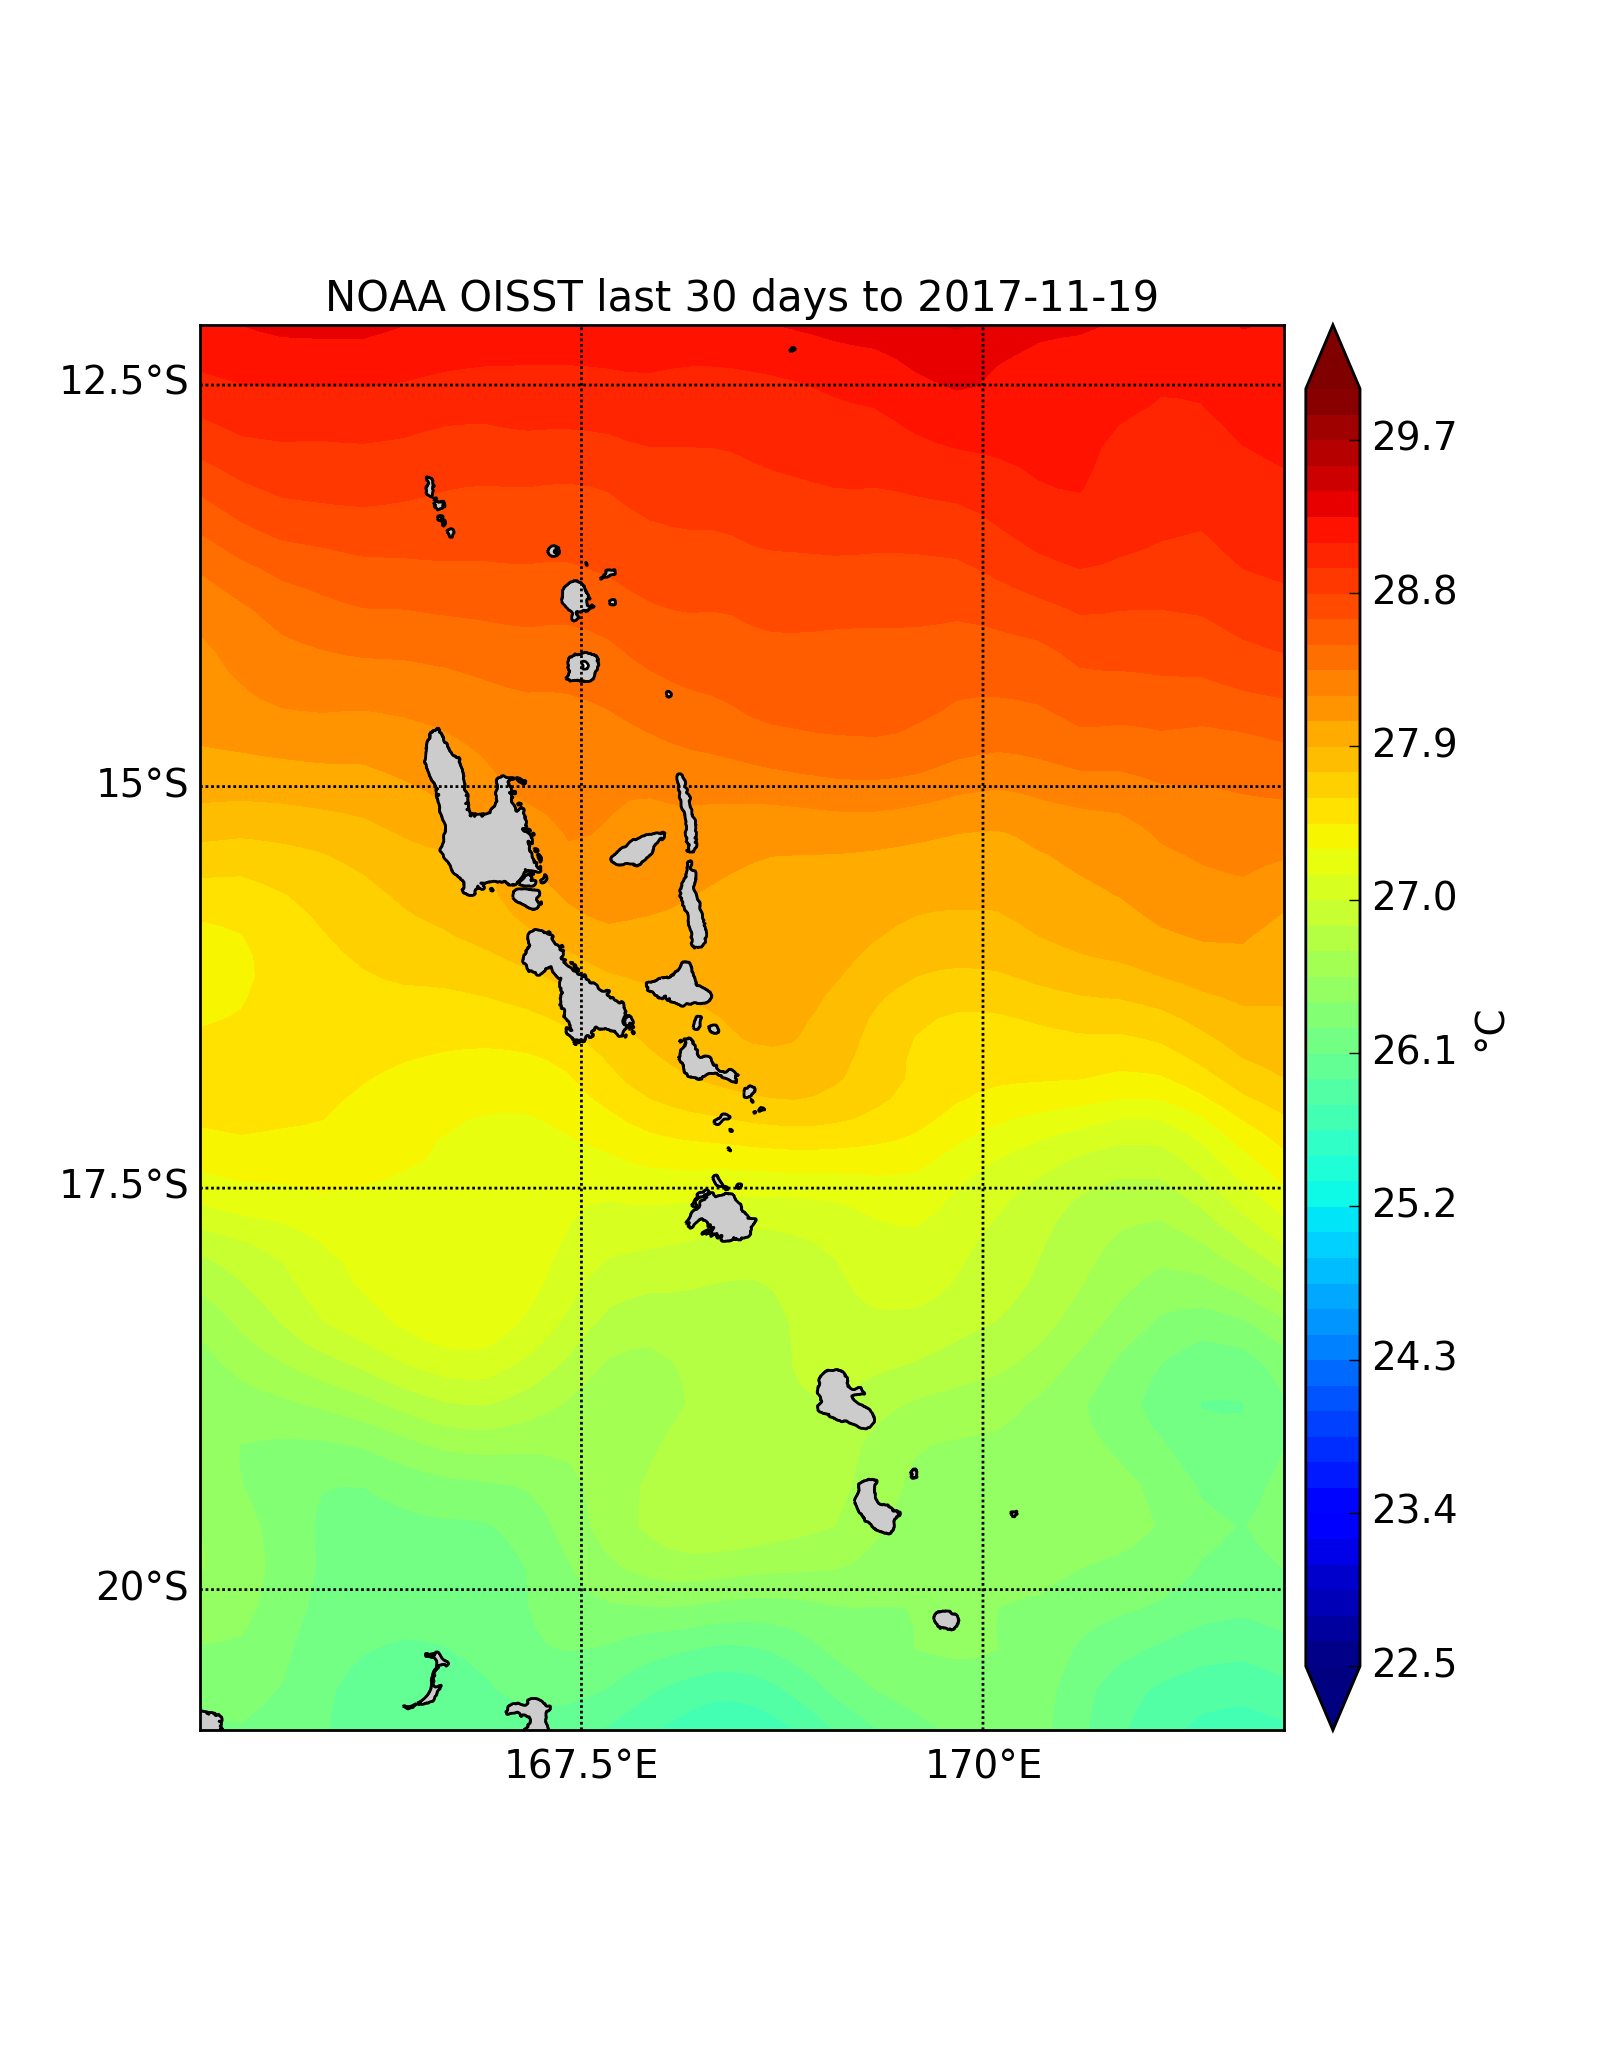 NOAA OISST last 30 days to 2017-11-19
12.5°S
15°S
17.5°S
20°S
167.5°E
170°E
29.7
28.8
27.9
27.0
26.1
25.2
24.3
23.4
22.5
°C